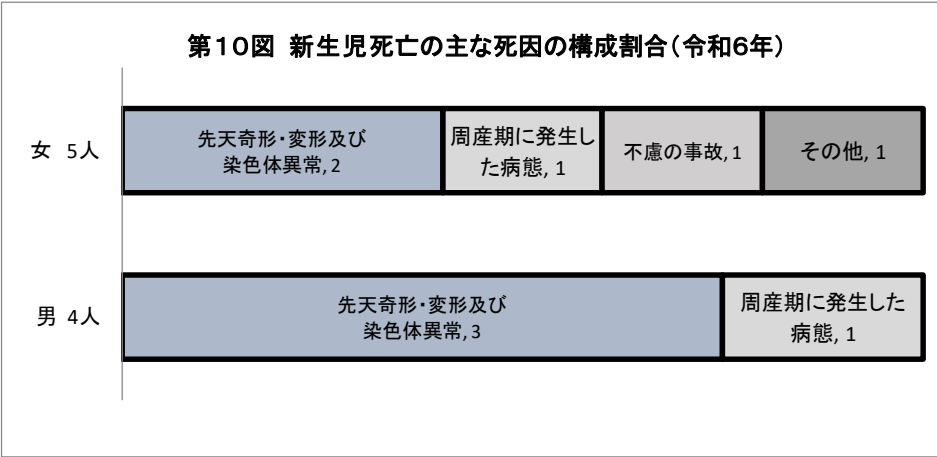 第10図 新生児死亡の主な死因の構成割合(令和6年)
女 5人
先天奇形・変形及び
染色体異常, 2
周産期に発生し
た病態, 1
不慮の事故, 1
その他, 1
男 4人
先天奇形・変形及び
染色体異常, 3
周産期に発生した
病態, 1